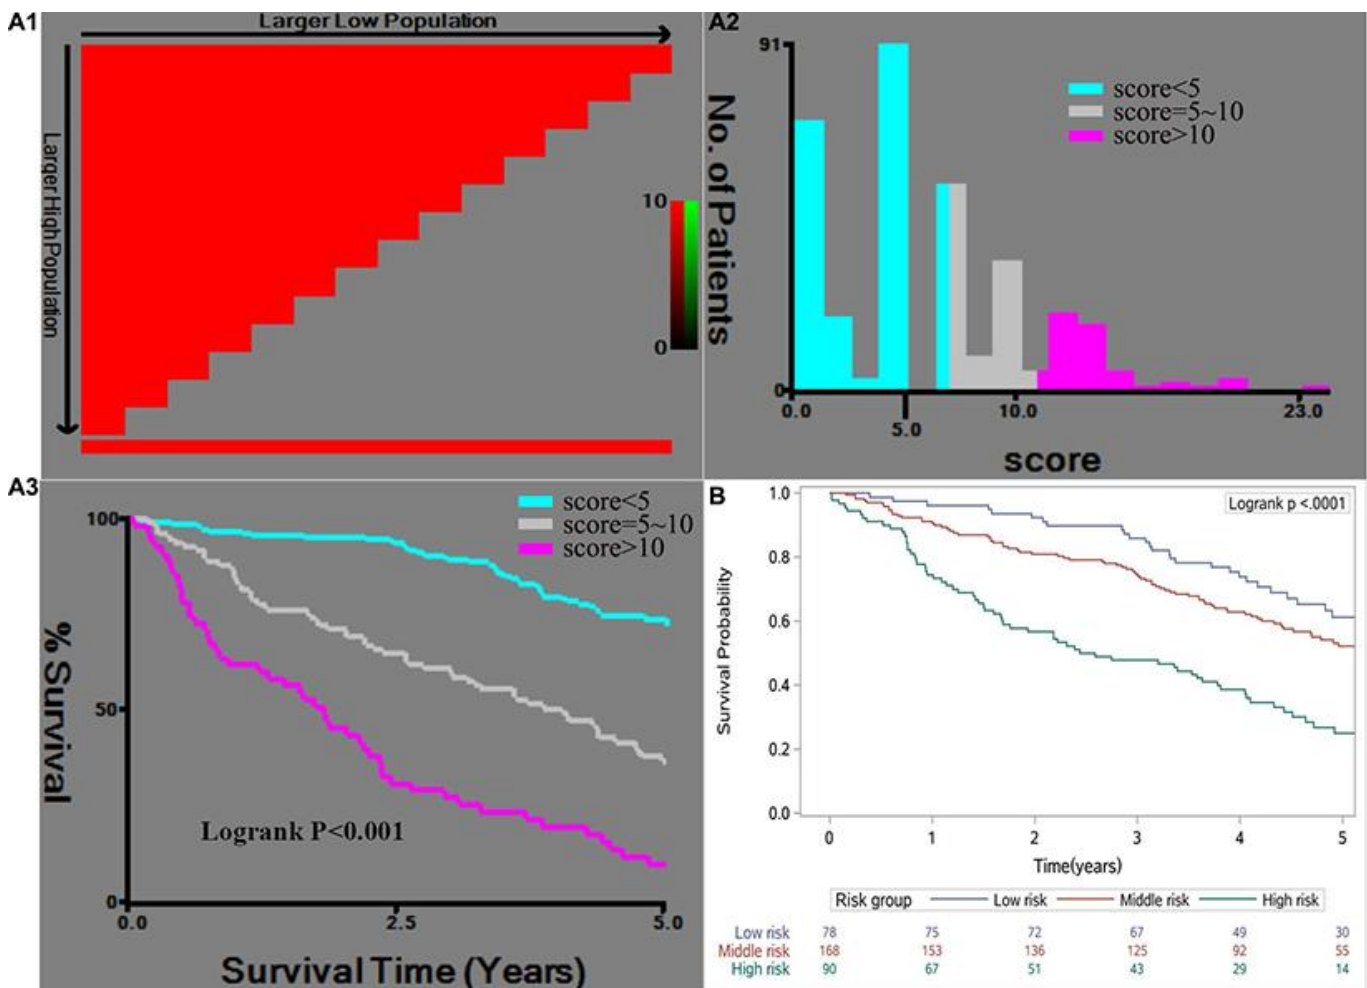 A1
Larger Low Population
Larger High Population
10
0
A2
91
0
No. of Patients
score<5
score=5~10
score>10
0.0
5.0
10.0
23.0
score
A3
score<5
score=5~10
score>10
100
50
0
% Survival
Logrank P<0.001
0.0
2.5
5.0
Survival Time (Years)
B
Logrank p <.0001
1.0
0.8
0.6
0.4
0.2
0.0
Survival Probability
0 1 2 3 4 5
Time(years)
Risk group Low risk Middle risk High risk
Low risk 78 75 72 67 49 30
Middle risk 168 153 136 125 92 55
High risk 90 67 51 43 29 14